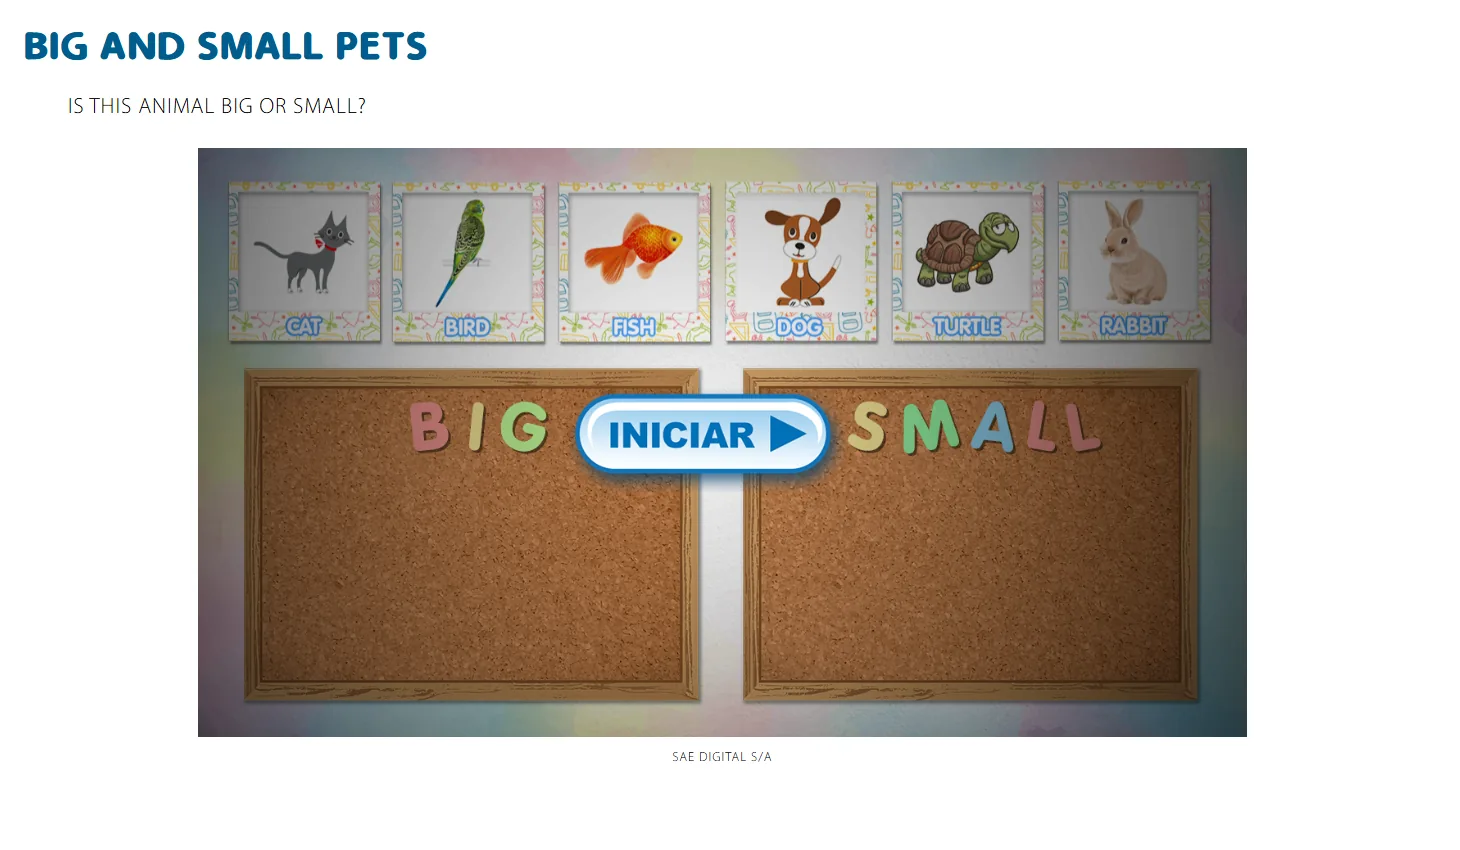 BIG AND SMALL PETS
IS THIS ANIMAL BIG OR SMALL?
CAT
BIRD
FISH
DOG
TURTLE
RABBIT
BIG
INICIAR
SMALL
SAE DIGITAL S/A